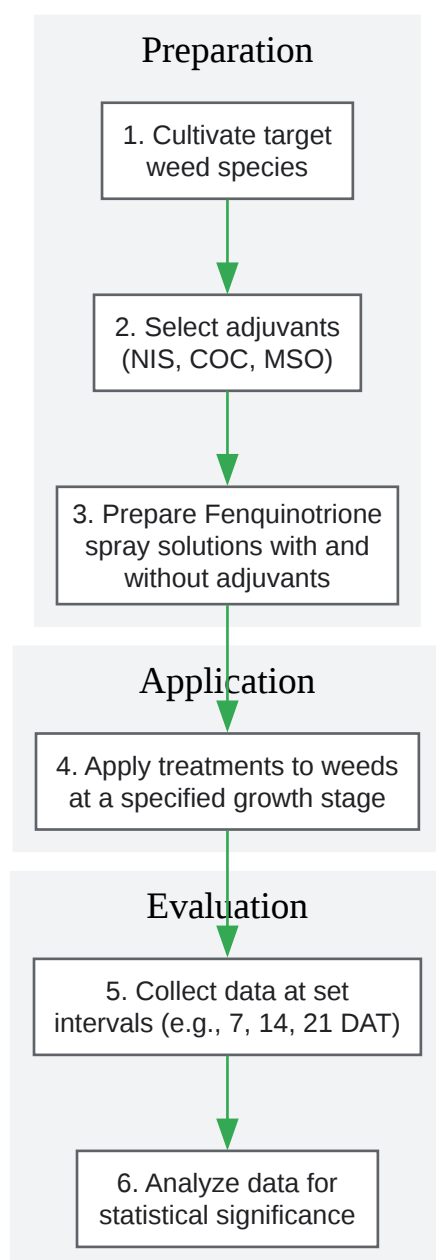 Preparation
1. Cultivate target
weed species
2. Select adjuvants
(NIS, COC, MSO)
3. Prepare Fenquinotrione
spray solutions with and
without adjuvants
Application
4. Apply treatments to weeds
at a specified growth stage
Evaluation
5. Collect data at set
intervals (e.g., 7, 14, 21 DAT)
6. Analyze data for
statistical significance